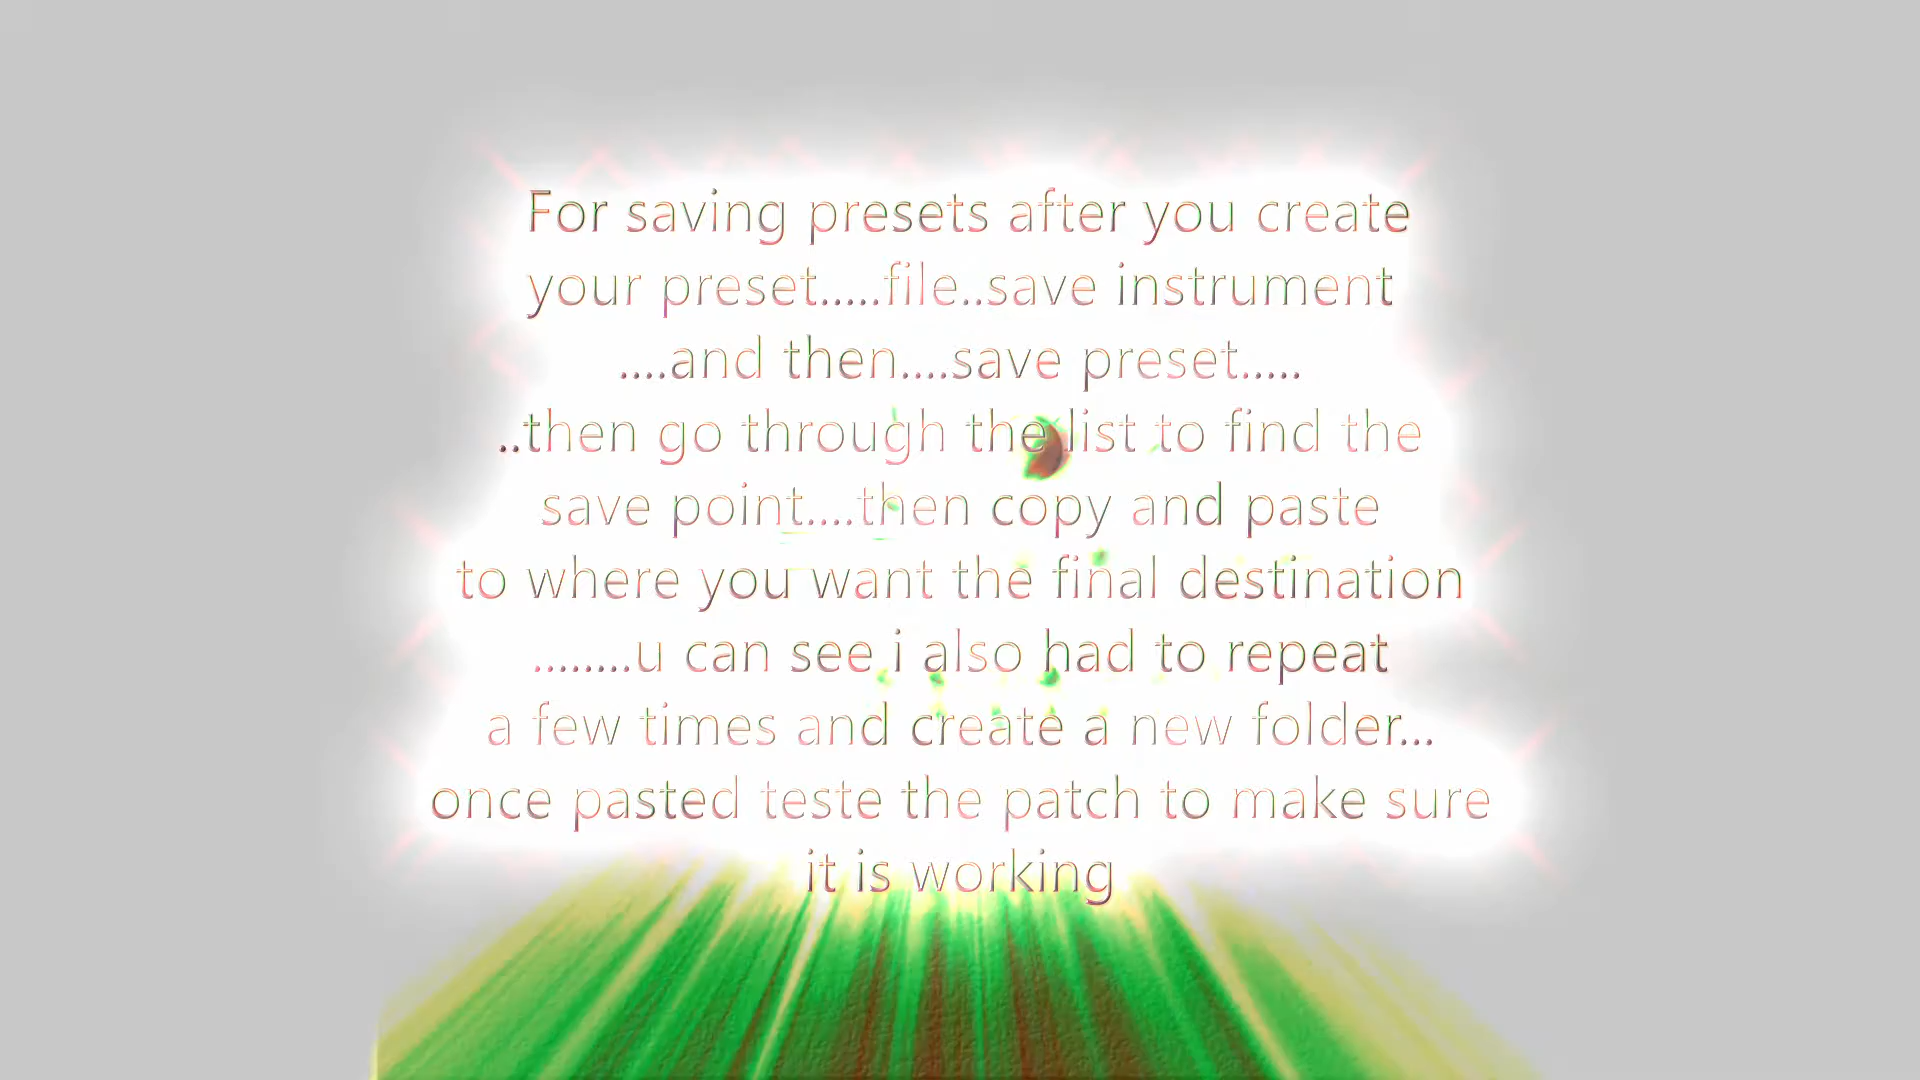 For saving presets after you create
your preset.....file..save instrument
....and then....save preset.....
..then go through the list to find the
save point....then copy and paste
to where you want the final destination
........u can see i also had to repeat
a few times and create a new folder...
once pasted teste the patch to make sure
it is working